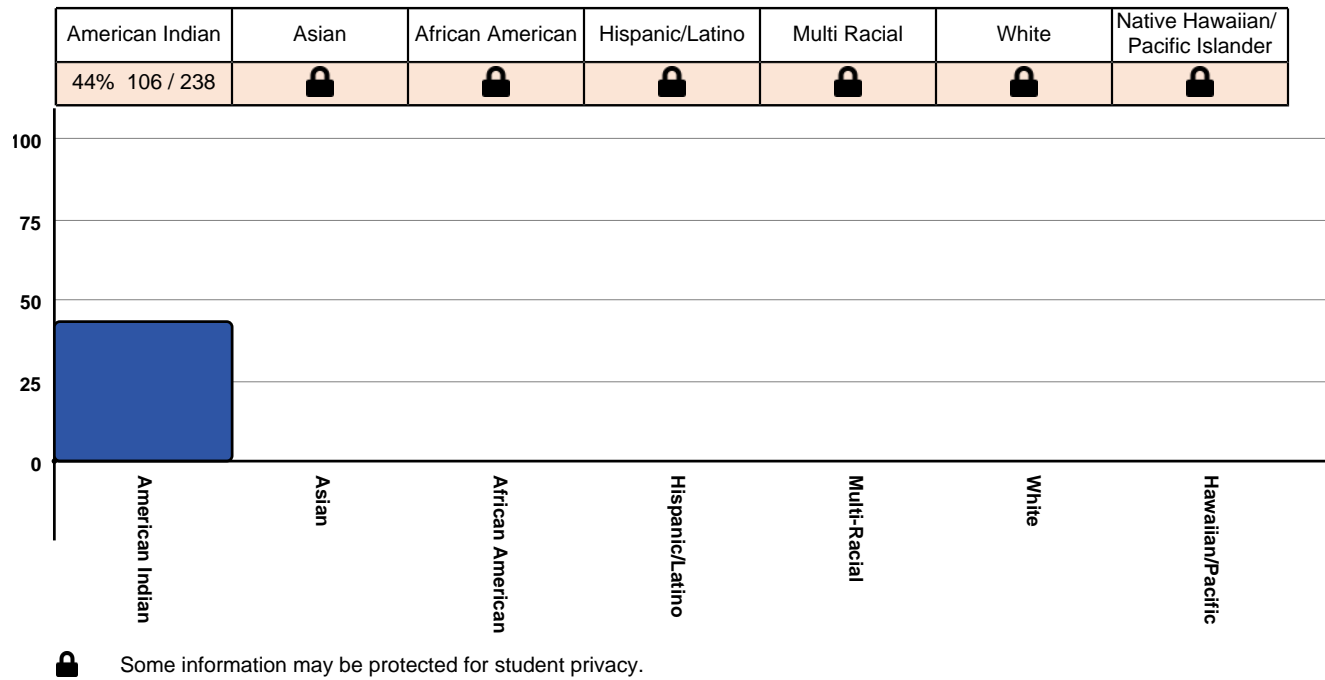 American Indian Asian African American Hispanic/Latino Multi Racial White Native Hawaiian/
Pacific Islander
44% 106 / 238
100
75
50
25
0
American Indian
Asian
African American
Hispanic/Latino
Multi-Racial
White
Hawaiian/Pacific
Some information may be protected for student privacy.